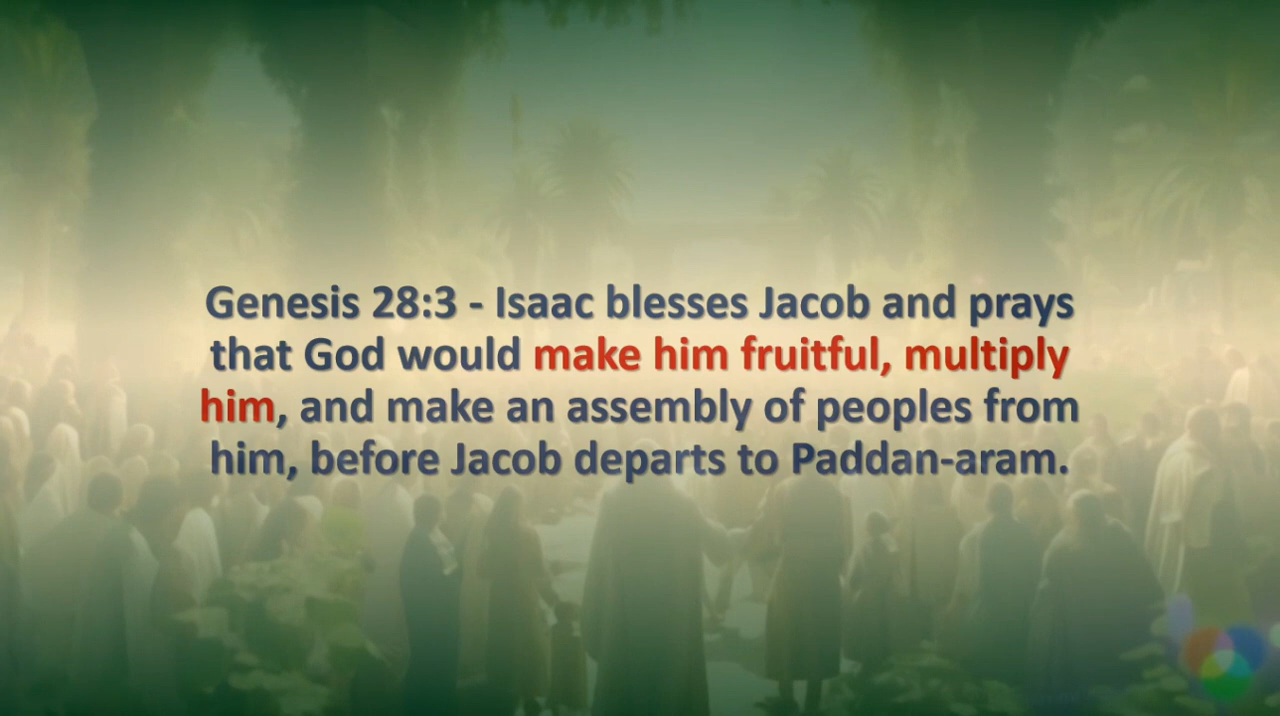 Genesis 28:3 - Isaac blesses Jacob and prays
that God would make him fruitful, multiply
him, and make an assembly of peoples from
him, before Jacob departs to Paddan-aram.